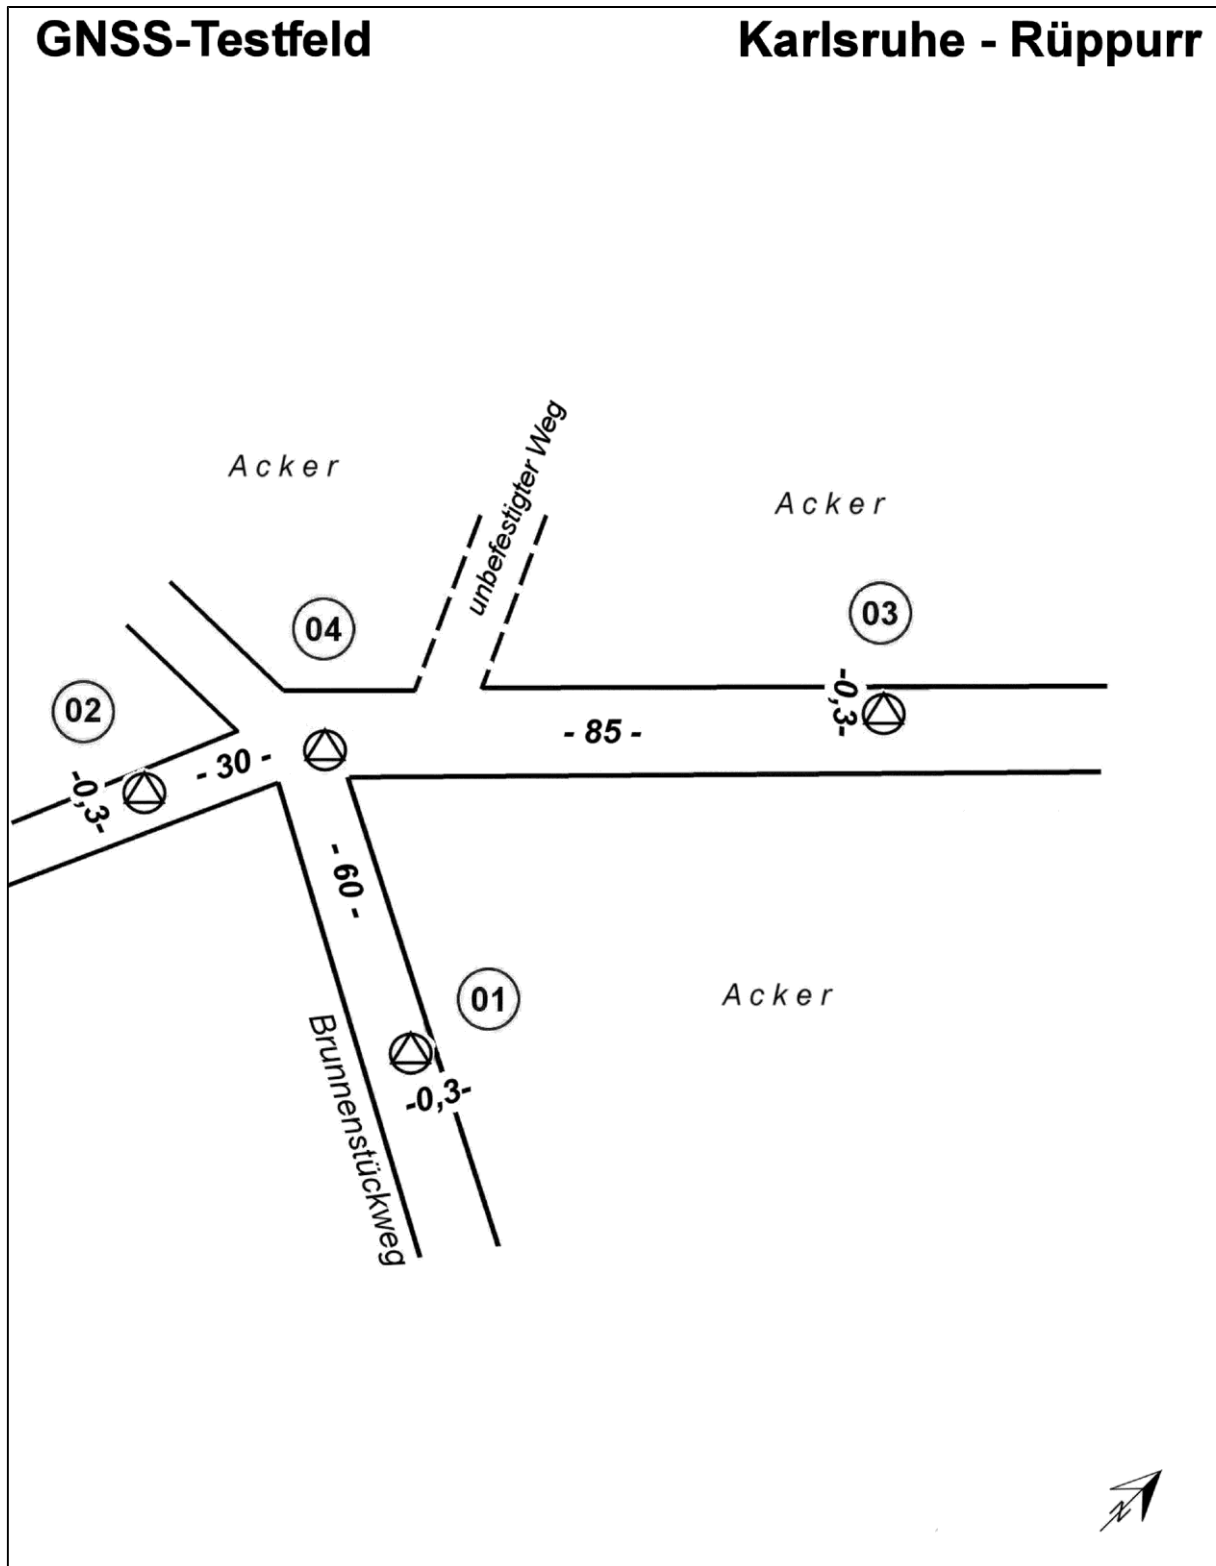 GNSS-Testfeld
Karlsruhe - Rüppurr
unbefestigter Weg
Acker
Acker
03
04
02
-0,3-
- 85 -
- 30 -
-0,3-
- 60 -
01
Acker
-0,3-
Brunnenstückweg
N